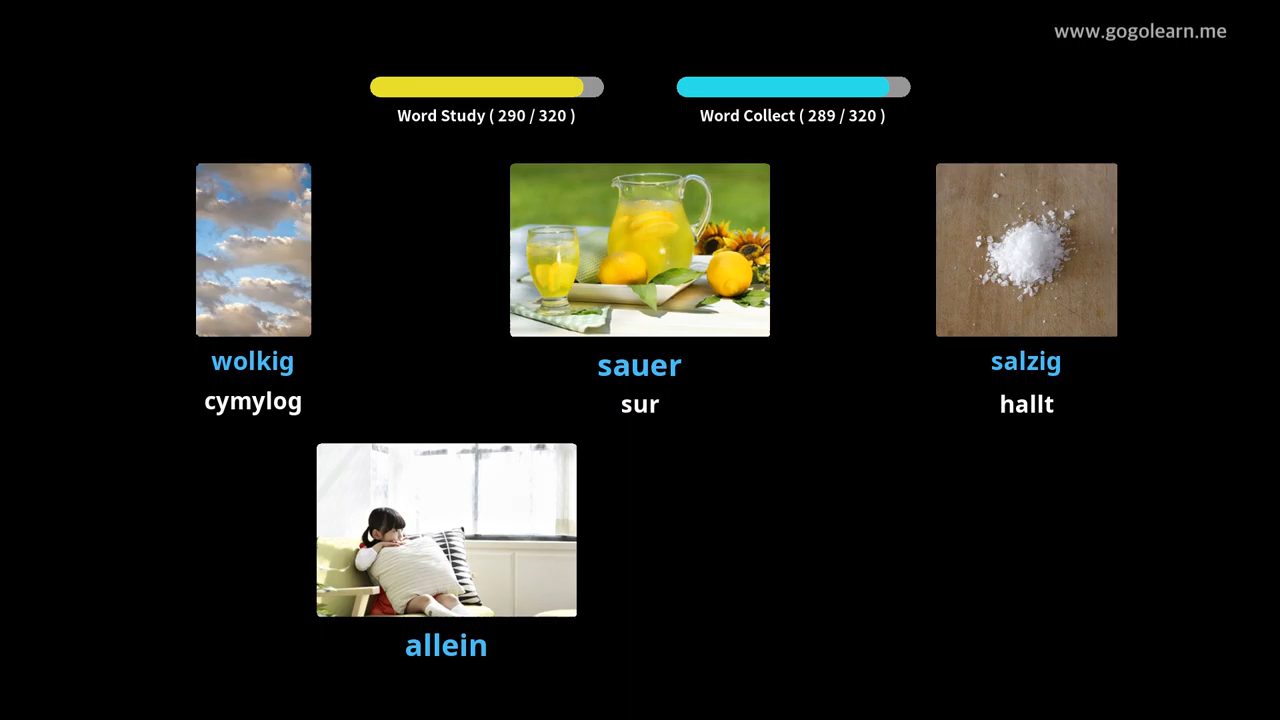 www.gogolearn.me
Word Study ( 290 / 320 )
Word Collect ( 289 / 320 )
wolkig
cymylog
sauer
sur
salzig
hallt
allein